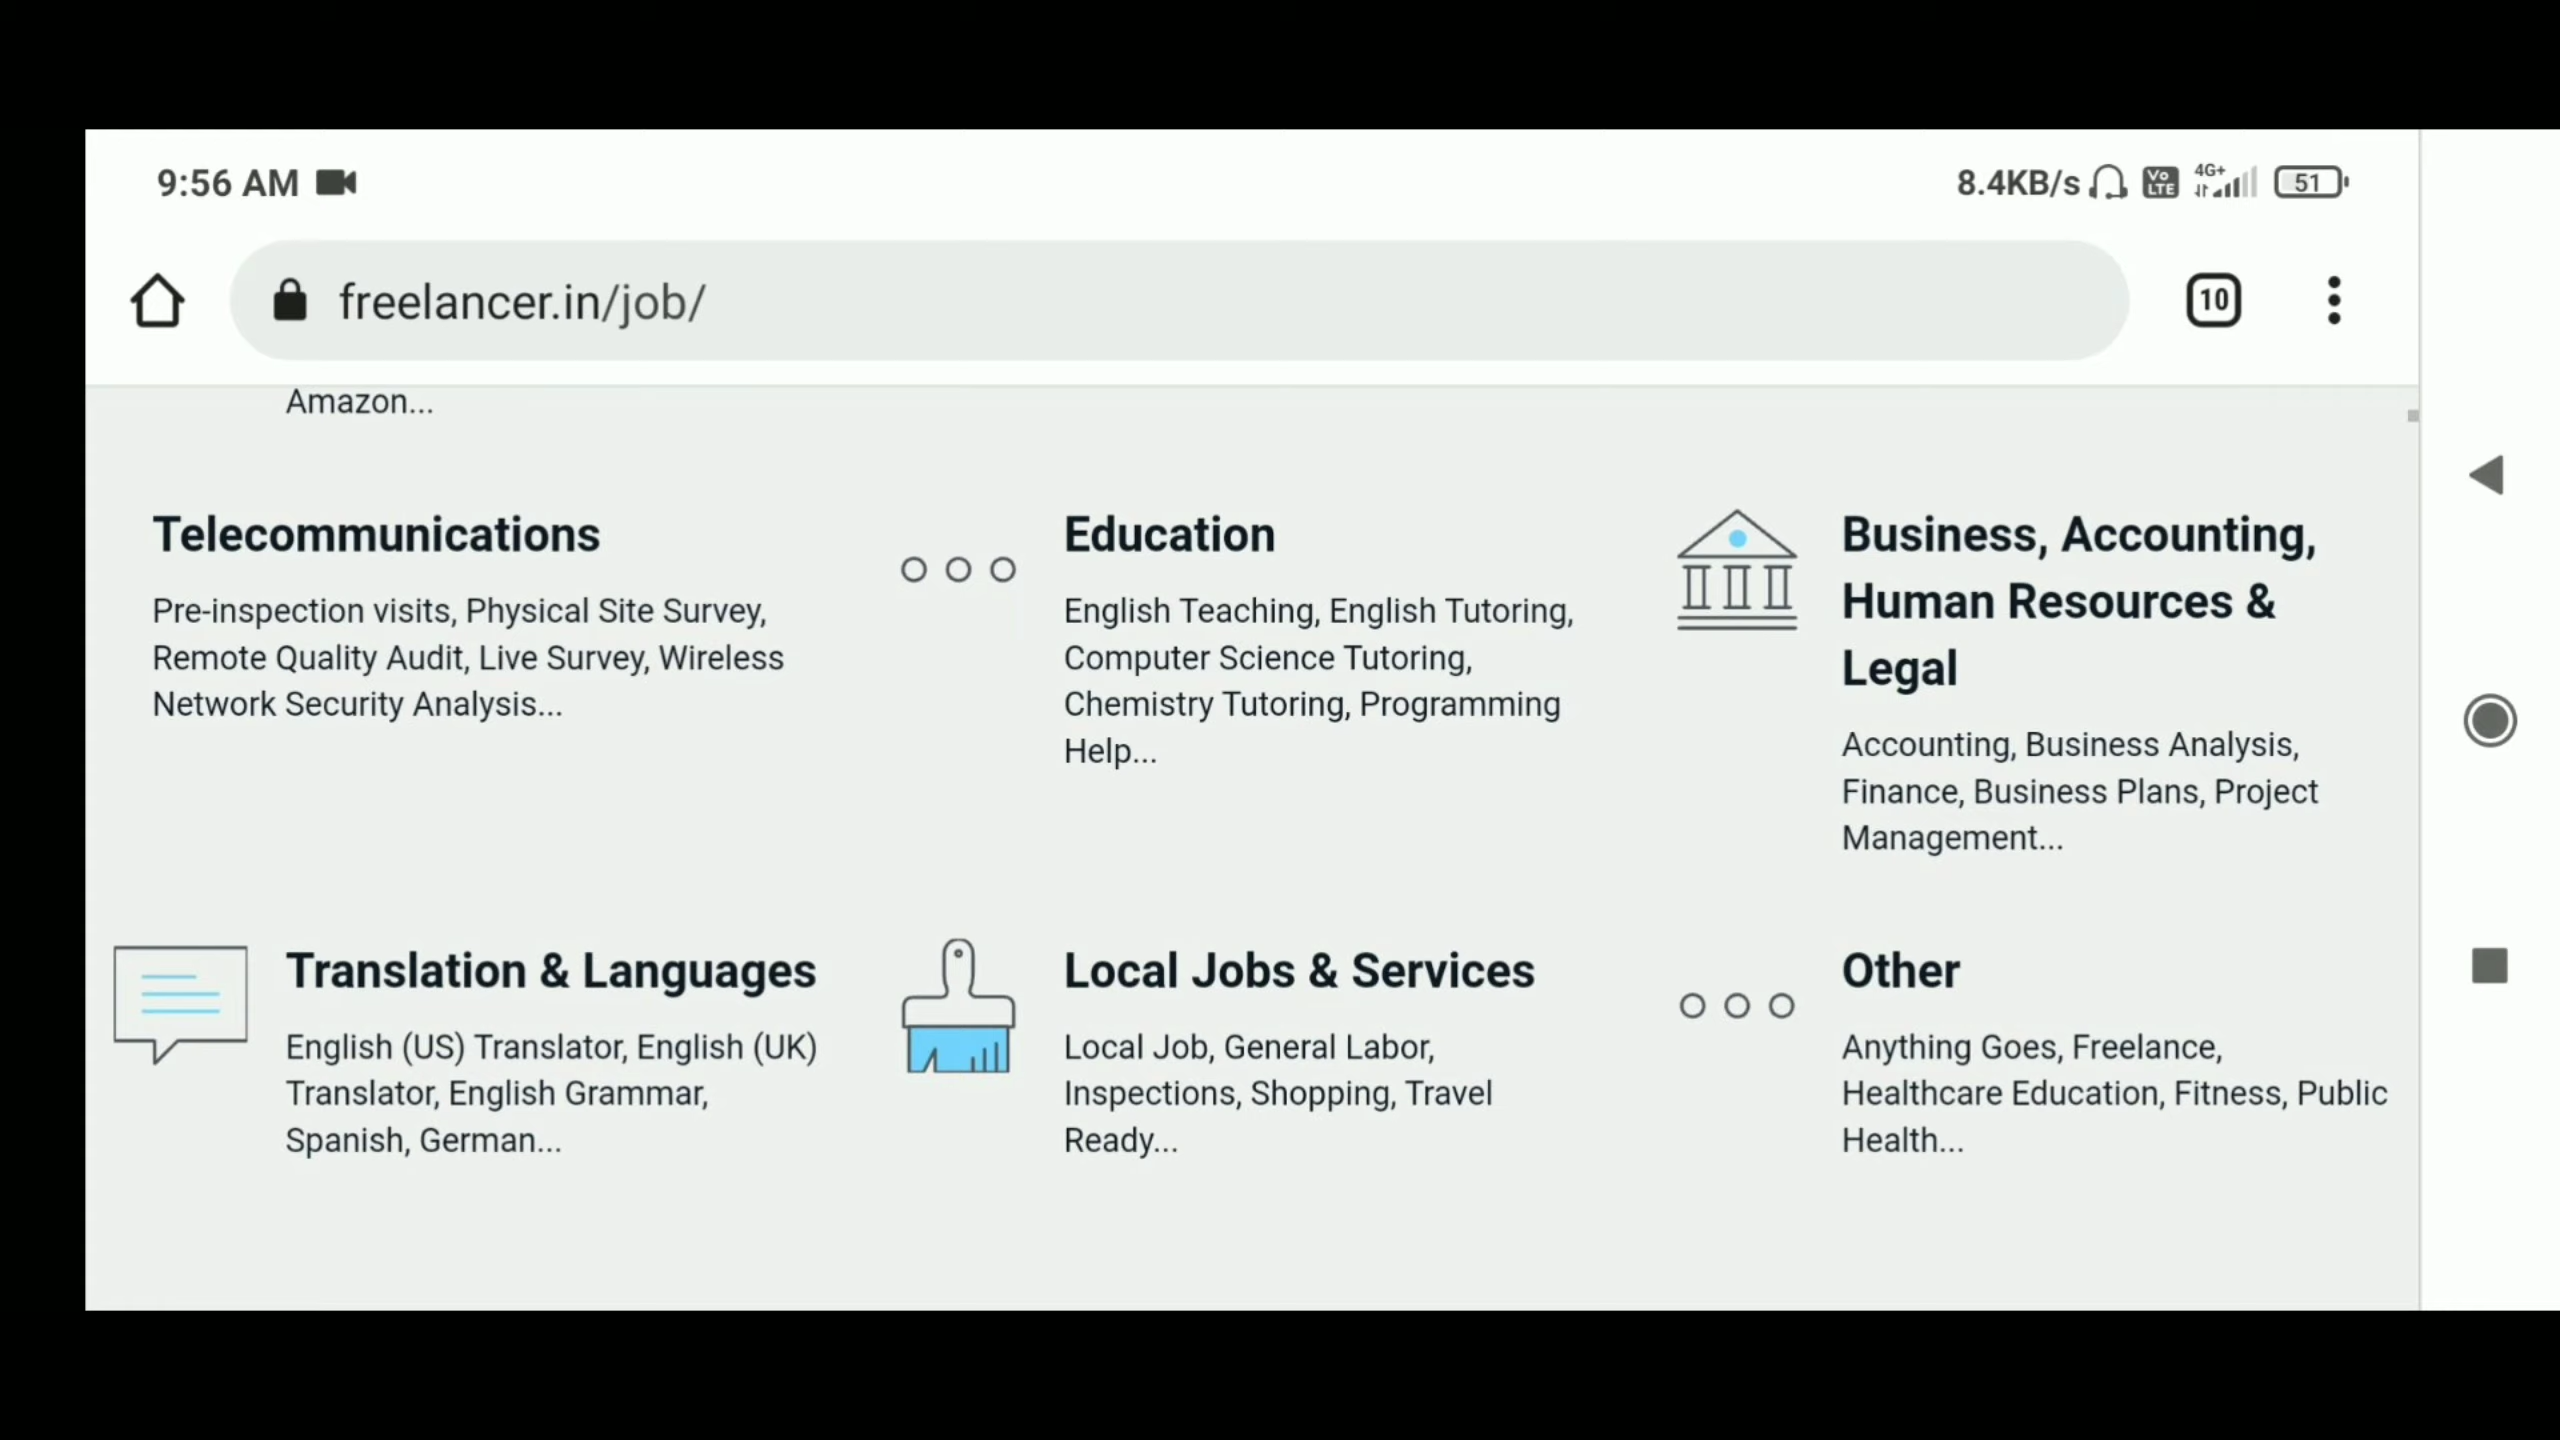 9:56 AM
8.4KB/s Vo LTE 4G+ 51
freelancer.in/job/
10
Amazon...
Telecommunications
Pre-inspection visits, Physical Site Survey,
Remote Quality Audit, Live Survey, Wireless
Network Security Analysis...
Education
English Teaching, English Tutoring,
Computer Science Tutoring,
Chemistry Tutoring, Programming
Help...
Business, Accounting,
Human Resources &
Legal
Accounting, Business Analysis,
Finance, Business Plans, Project
Management...
Translation & Languages
English (US) Translator, English (UK)
Translator, English Grammar,
Spanish, German...
Local Jobs & Services
Local Job, General Labor,
Inspections, Shopping, Travel
Ready...
Other
Anything Goes, Freelance,
Healthcare Education, Fitness, Public
Health...